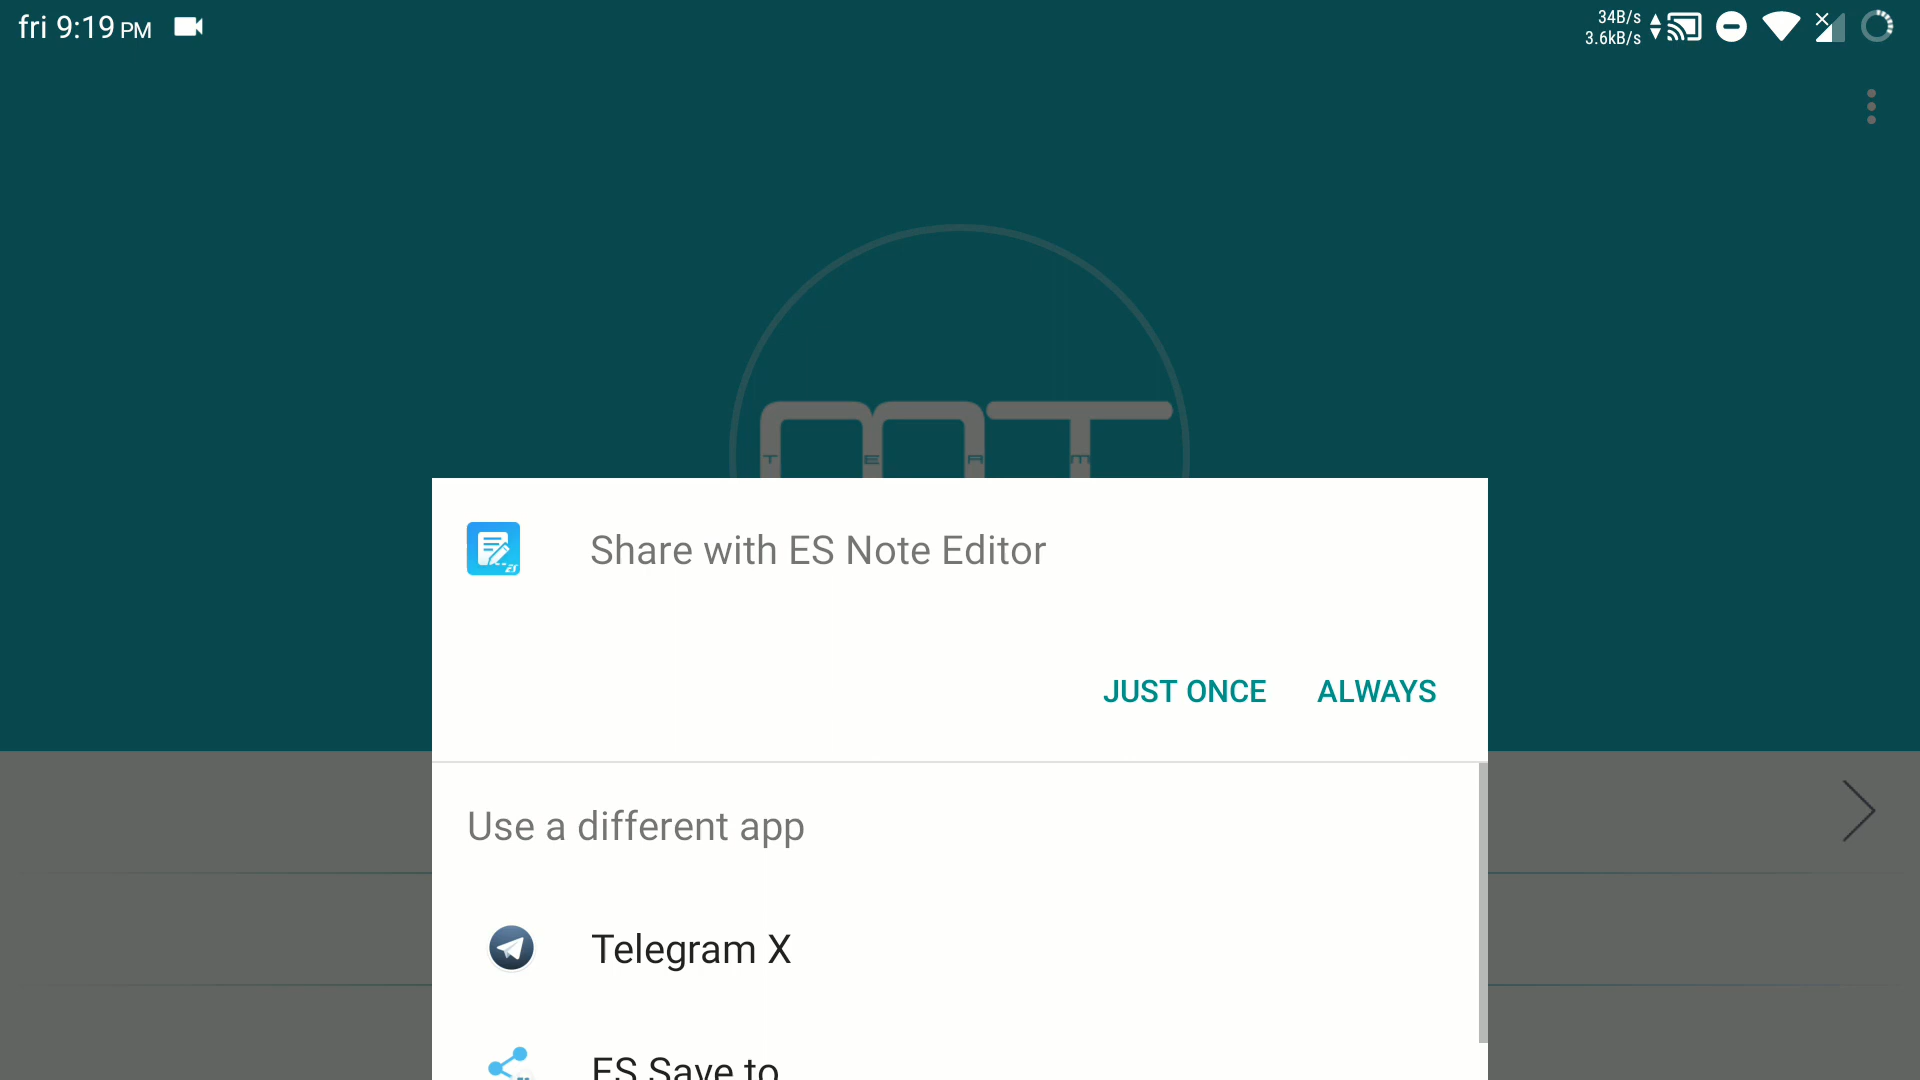 fri 9:19 PM
34B/s
3.6kB/s
T E R M
Share with ES Note Editor
JUST ONCE ALWAYS
Use a different app
Telegram X
ES Save to